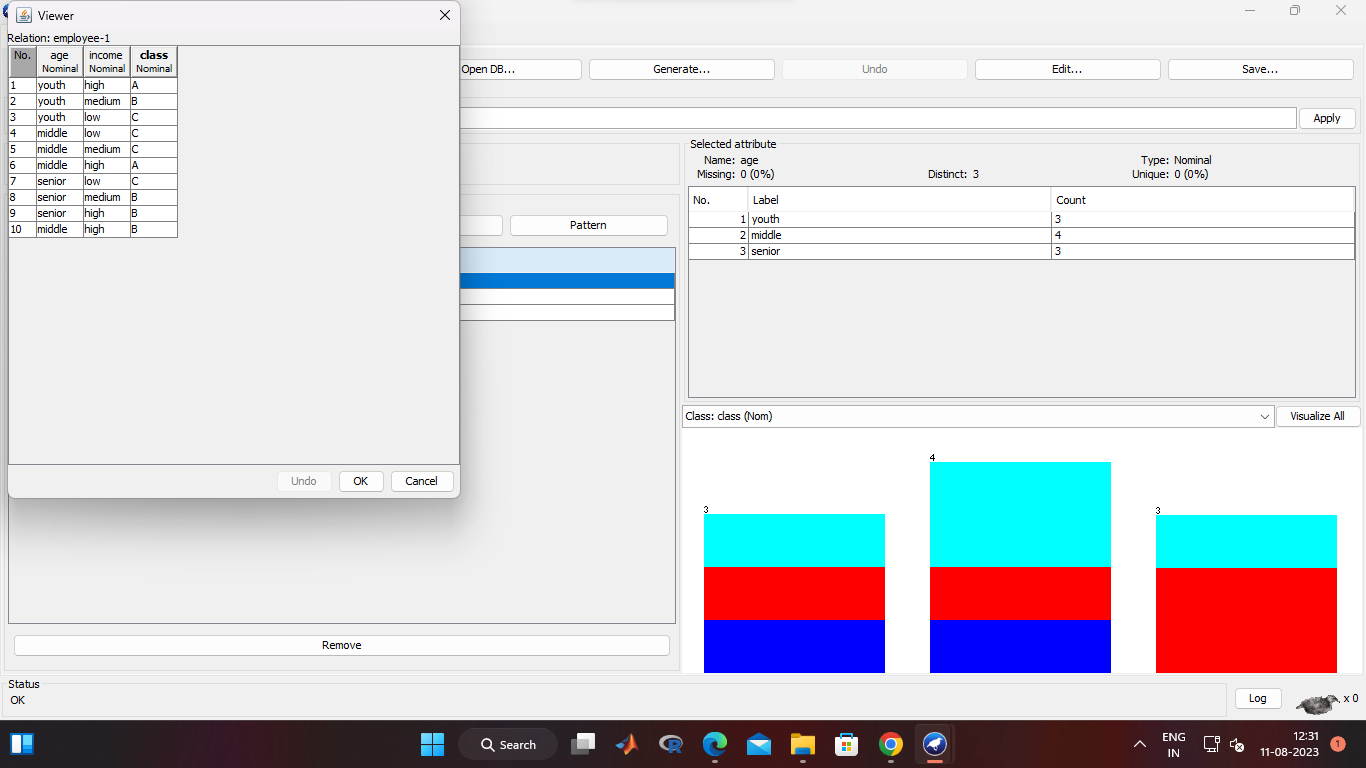 Viewer
Relation: employee-1
No. age income class
Nominal Nominal Nominal
1 youth high A
2 youth medium B
3 youth low C
4 middle low C
5 middle medium C
6 middle high A
7 senior low C
8 senior medium B
9 senior high B
10 middle high B
Undo OK Cancel
Open DB... Generate... Undo Edit... Save...
Apply
Pattern
Remove
Selected attribute
Name: age Type: Nominal
Missing: 0 (0%) Distinct: 3 Unique: 0 (0%)
No. Label Count
1 youth 3
2 middle 4
3 senior 3
Class: class (Nom) Visualize All
3 4 3
Status
OK
Log x 0
Search
ENG
IN
12:31
11-08-2023
1